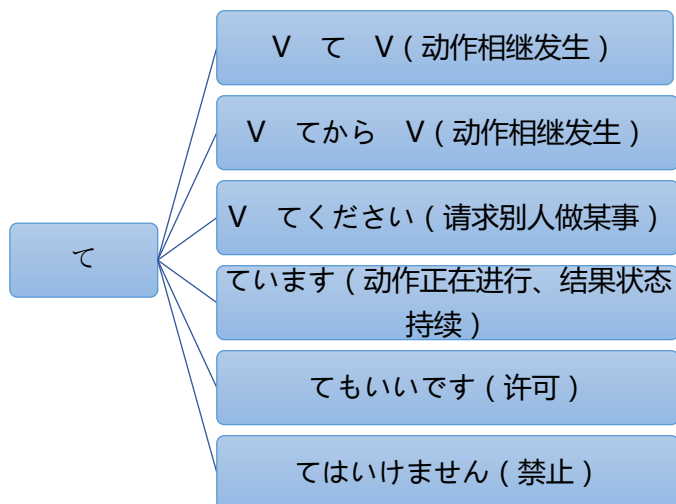 て
V　て　V（动作相继发生）
V　てから　V（动作相继发生）
V　てください（请求别人做某事）
ています（动作正在进行、结果状态
持续）
てもいいです（许可）
てはいけません（禁止）